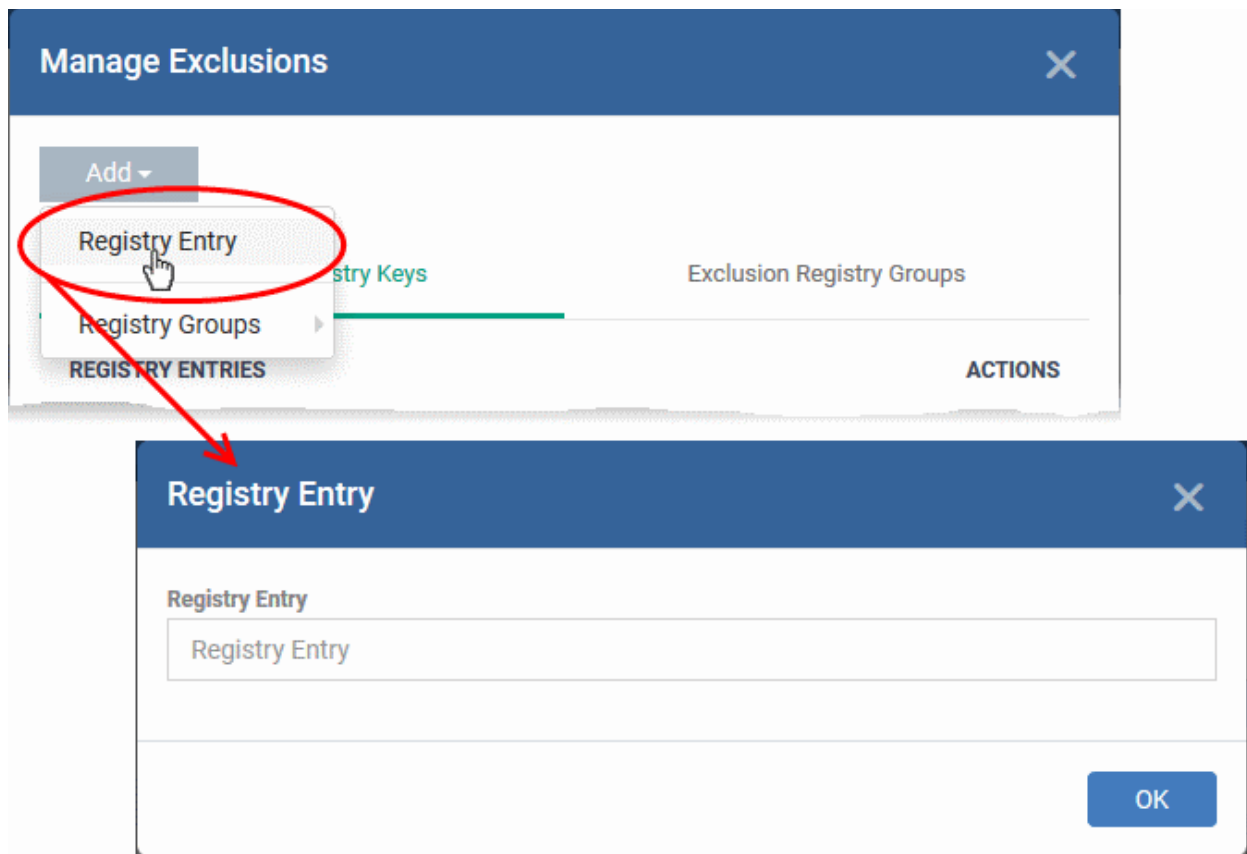 Manage Exclusions
Add
Registry Entry
stry Keys
Exclusion Registry Groups
Registry Groups
REGISTRY ENTRIES
ACTIONS
Registry Entry
Registry Entry
Registry Entry
OK